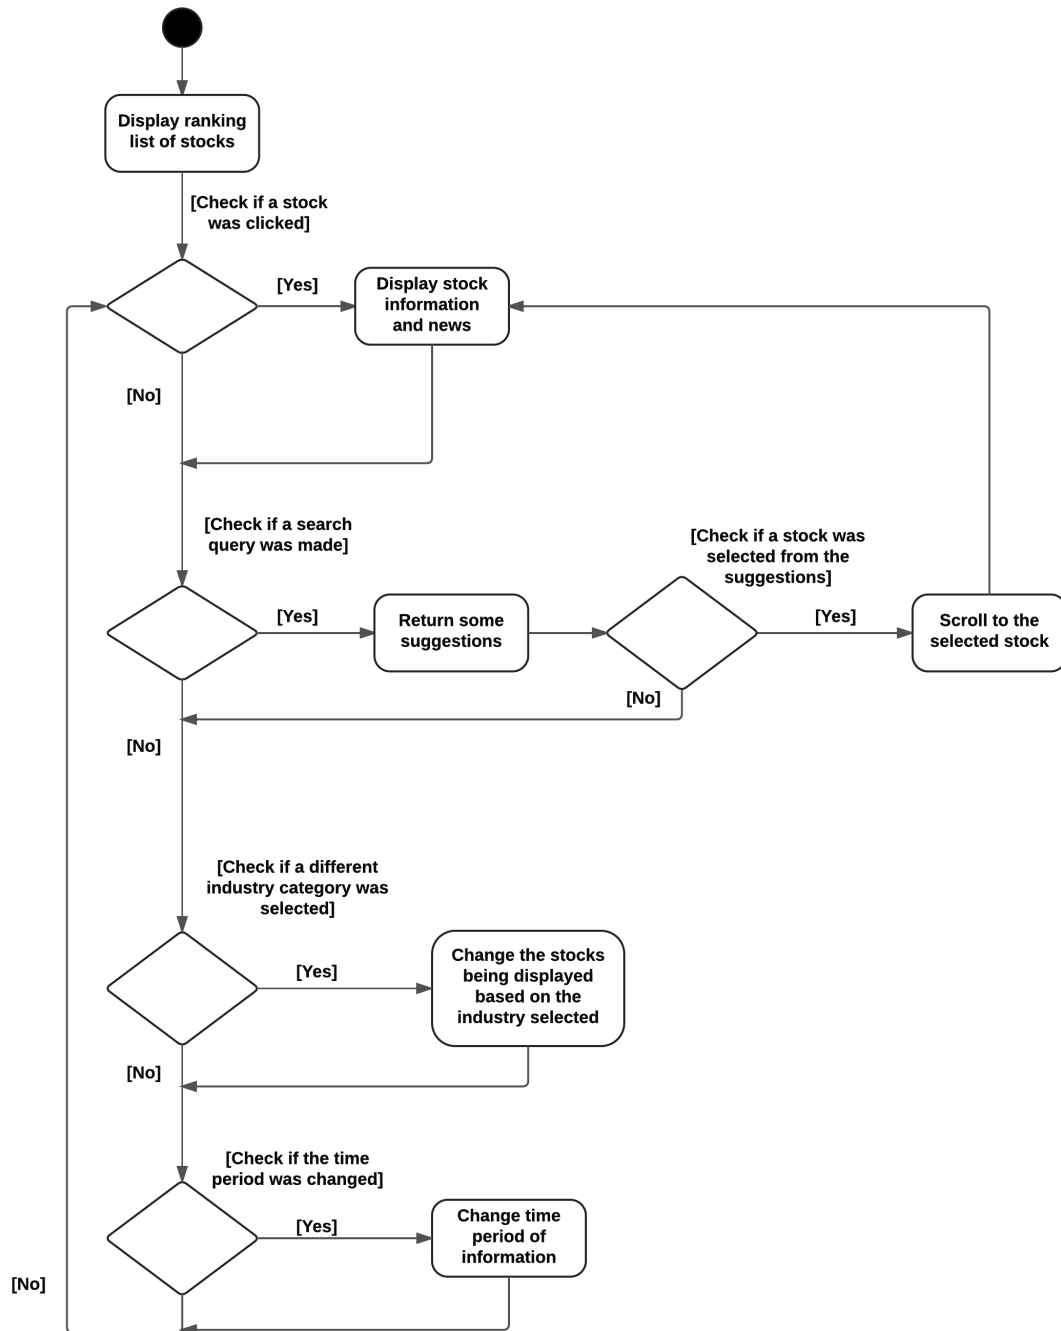 Display ranking
list of stocks
[Check if a stock
was clicked]
[Yes]
Display stock
information
and news
[No]
[Check if a search
query was made]
[Check if a stock was
selected from the
suggestions]
[Yes]
Return some
suggestions
[Yes]
Scroll to the
selected stock
[No]
[No]
[Check if a different
industry category was
selected]
[Yes]
Change the stocks
being displayed
based on the
industry selected
[No]
[Check if the time
period was changed]
[Yes]
Change time
period of
information
[No]